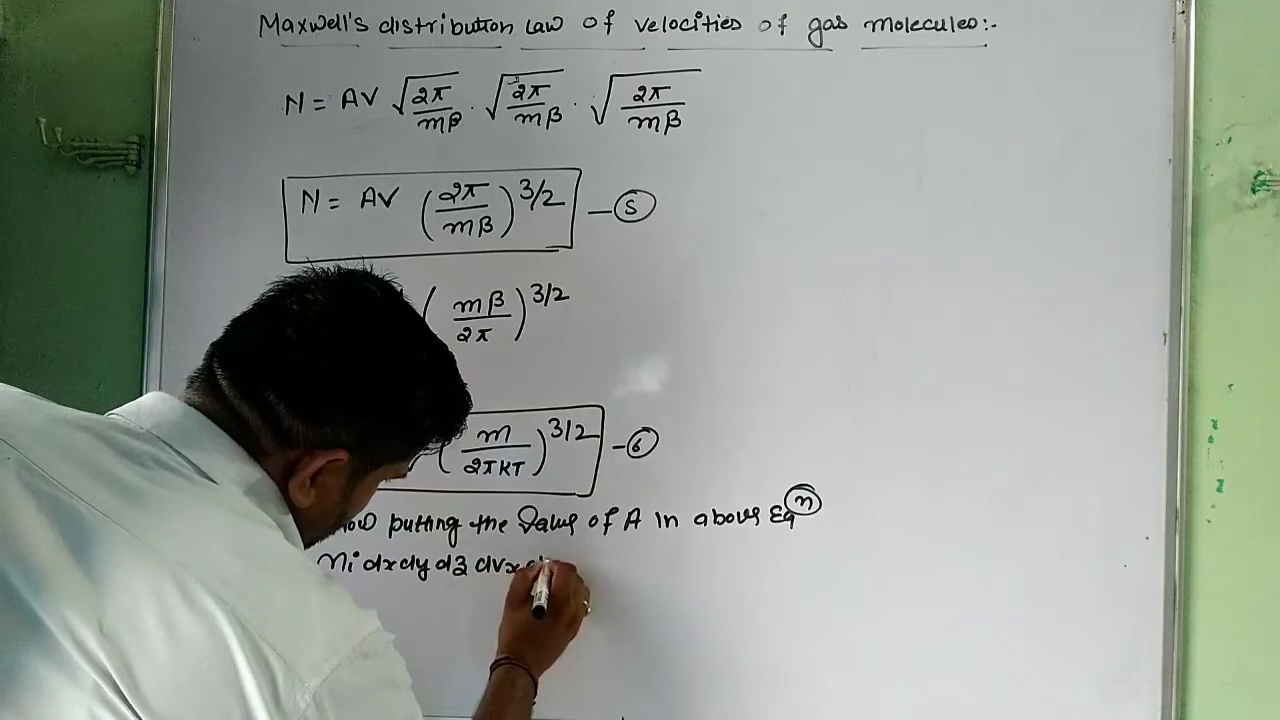 Maxwell's distribution Law of velocities of gas molecules:-
N = AV √(2π/mβ) · √(2π/mβ) · √(2π/mβ)
N = AV (2π/mβ)^3/2 — ⑤
(mβ/2π)^3/2
(m/2πKT)^3/2 — ⑥
putting the Value of A in above Eq^n
ni dx dy dz dvx